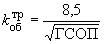 k_об^тр = 8,5 / √ГСОП